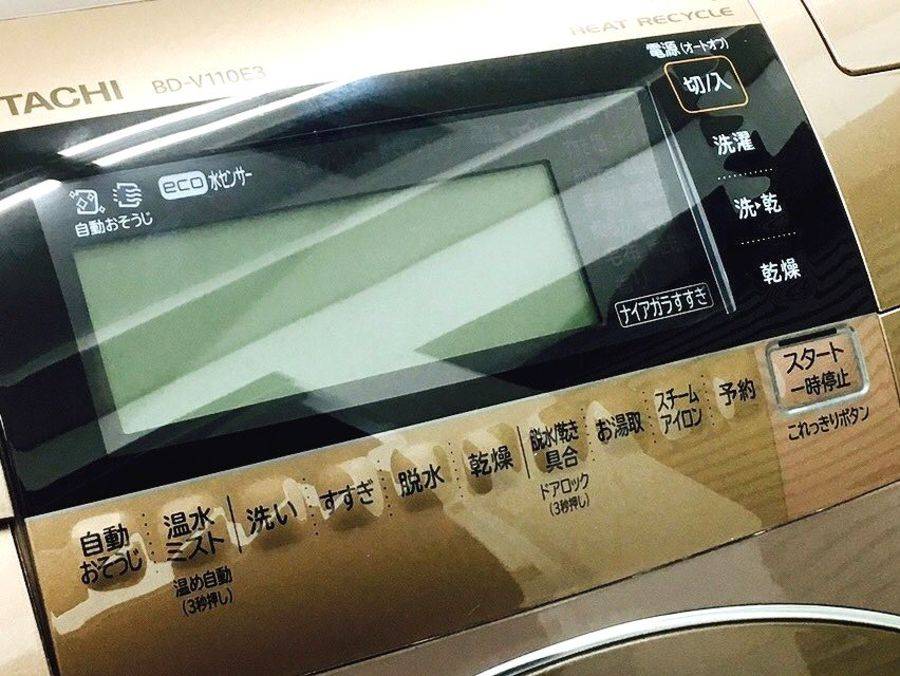 HEAT RECYCLE
TACHI BD-V110E3
電源(オートオフ)
切/入
自動おそうじ
eco水センサー
洗濯
洗▸乾
乾燥
ナイアガラすすぎ
スタート
一時停止
これっきりボタン
自動
おそうじ
温水
ミスト
温め自動
(3秒押し)
洗い
すすぎ
脱水
乾燥
脱水/乾き
具合
ドアロック
(3秒押し)
お湯取
スチーム
アイロン
予約